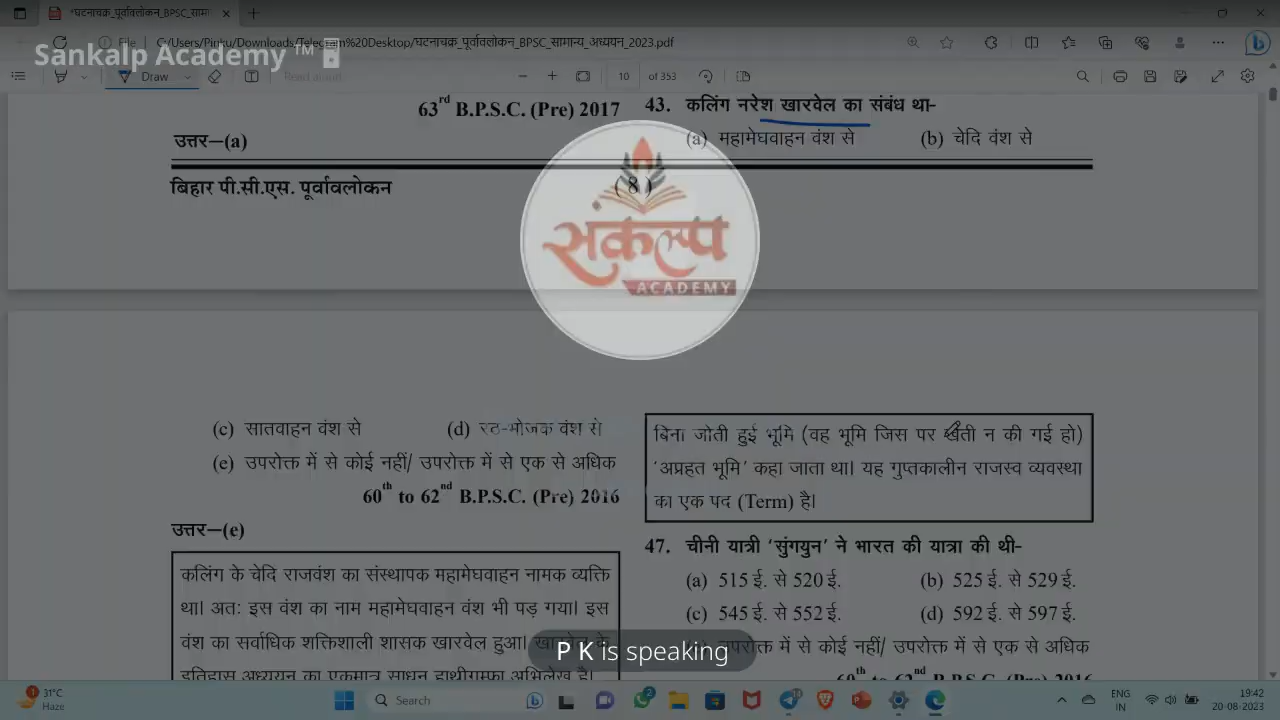 *घटनाचक्र_पूर्वावलोकन_BPSC_सामा
Sankalp Academy ™
File C:/Users/Pinku/Downloads/Telegram%20Desktop/घटनाचक्र_पूर्वावलोकन_BPSC_सामान्य_अध्ययन_2023.pdf
Draw Read aloud 10 of 353
63rd B.P.S.C. (Pre) 2017
उत्तर–(a)
43. कलिंग नरेश खारवेल का संबंध था-
(a) महामेघवाहन वंश से (b) चेदि वंश से
बिहार पी.सी.एस. पूर्वावलोकन ( 8 )
संकल्प
ACADEMY
(c) सातवाहन वंश से (d) रठ-भोजक वंश से
(e) उपरोक्त में से कोई नहीं/ उपरोक्त में से एक से अधिक
60th to 62nd B.P.S.C. (Pre) 2016
उत्तर–(e)
कलिंग के चेदि राजवंश का संस्थापक महामेघवाहन नामक व्यक्ति
था। अतः इस वंश का नाम महामेघवाहन वंश भी पड़ गया। इस
वंश का सर्वाधिक शक्तिशाली शासक खारवेल हुआ। खारवेल के
इतिहास अध्ययन का एकमात्र साधन हाथीगुम्फा अभिलेख है।
बिना जोती हुई भूमि (वह भूमि जिस पर खेती न की गई हो)
‘अप्रहत भूमि’ कहा जाता था। यह गुप्तकालीन राजस्व व्यवस्था
का एक पद (Term) है।
47. चीनी यात्री ‘सुंगयुन’ ने भारत की यात्रा की थी-
(a) 515 ई. से 520 ई. (b) 525 ई. से 529 ई.
(c) 545 ई. से 552 ई. (d) 592 ई. से 597 ई.
उपरोक्त में से कोई नहीं/ उपरोक्त में से एक से अधिक
60th to 62nd B.P.S.C. (Pre) 2016
P K is speaking
31°C
Haze
Search
ENG
IN
19:42
20-08-2023